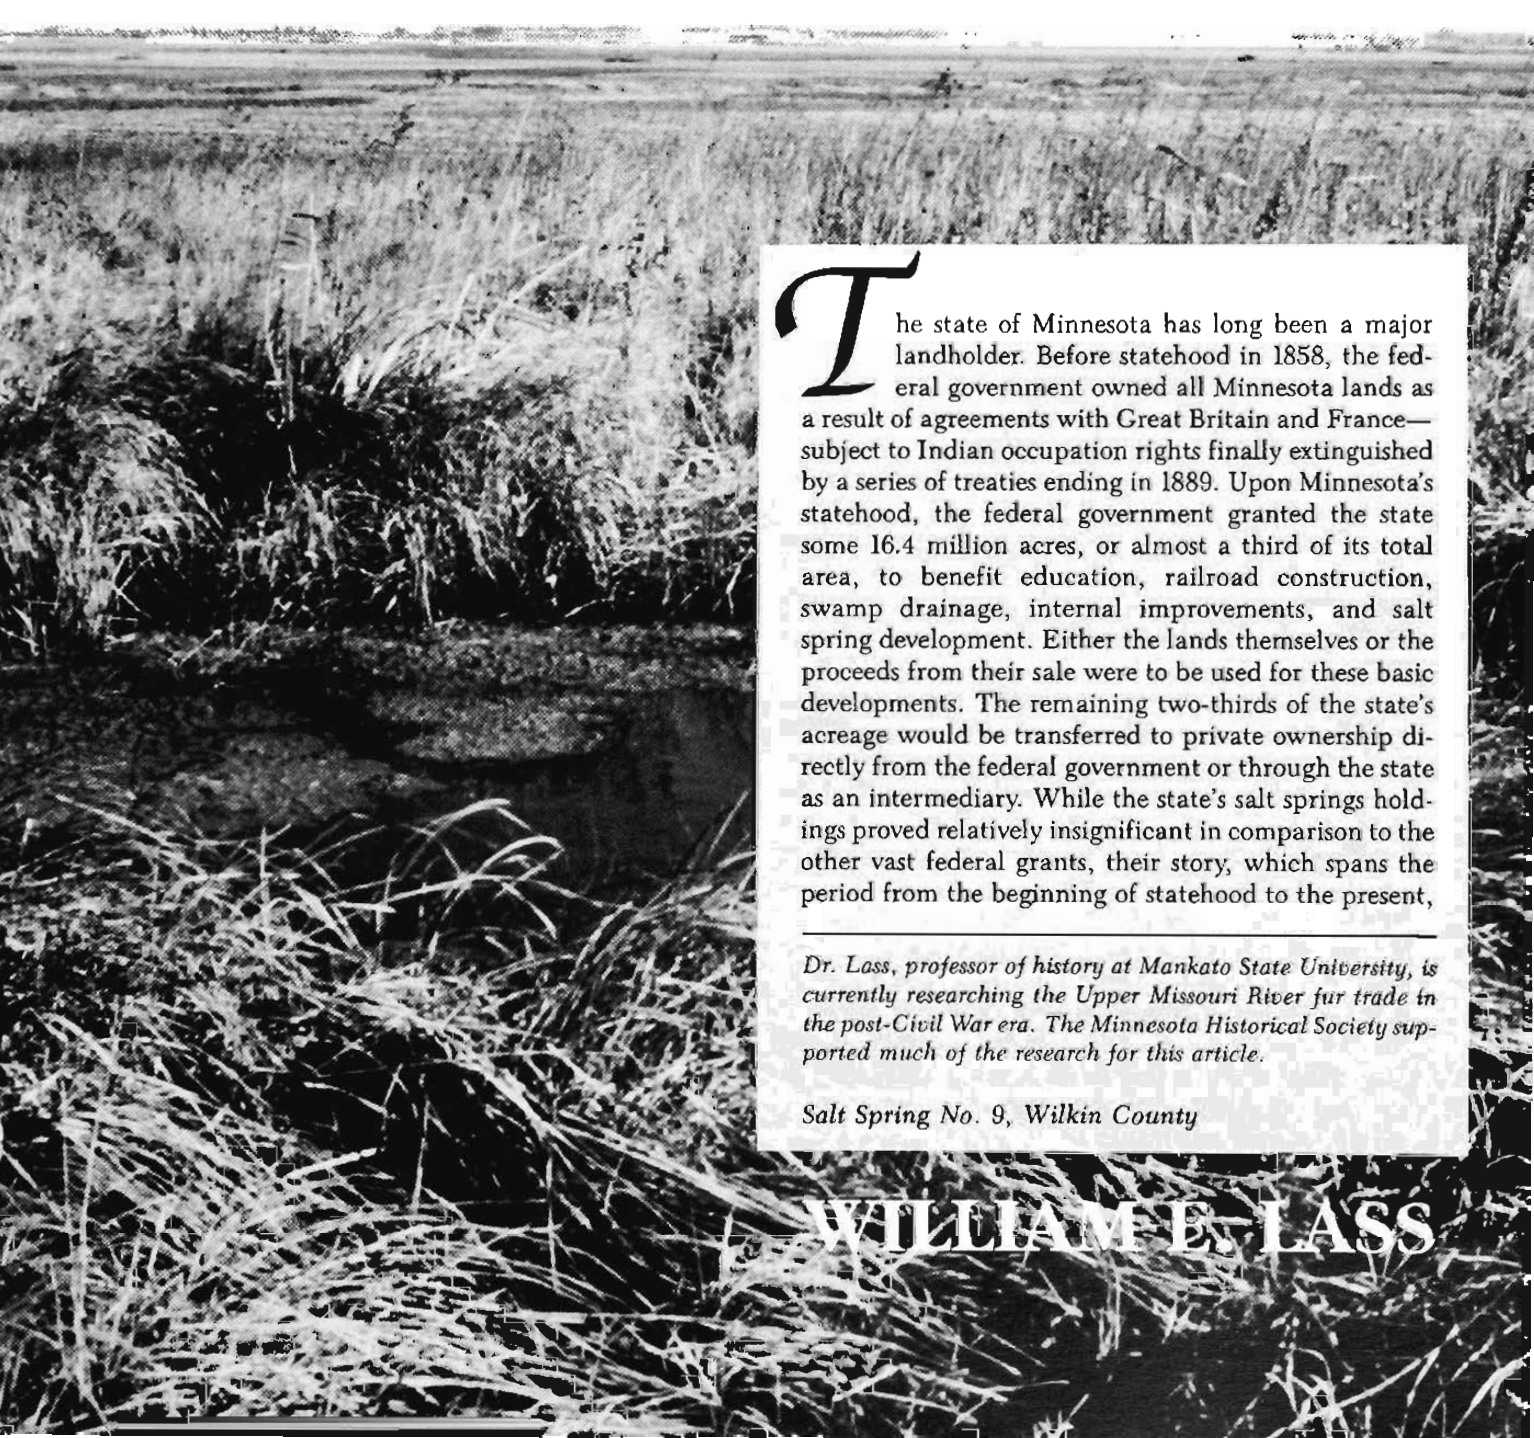 The state of Minnesota has long been a major
landholder. Before statehood in 1858, the fed-
eral government owned all Minnesota lands as
a result of agreements with Great Britain and France—
subject to Indian occupation rights finally extinguished
by a series of treaties ending in 1889. Upon Minnesota's
statehood, the federal government granted the state
some 16.4 million acres, or almost a third of its total
area, to benefit education, railroad construction,
swamp drainage, internal improvements, and salt
spring development. Either the lands themselves or the
proceeds from their sale were to be used for these basic
developments. The remaining two-thirds of the state's
acreage would be transferred to private ownership di-
rectly from the federal government or through the state
as an intermediary. While the state's salt springs hold-
ings proved relatively insignificant in comparison to the
other vast federal grants, their story, which spans the
period from the beginning of statehood to the present,
Dr. Lass, professor of history at Mankato State University, is
currently researching the Upper Missouri River fur trade in
the post-Civil War era. The Minnesota Historical Society sup-
ported much of the research for this article.
Salt Spring No. 9, Wilkin County
WILLIAM E. LASS